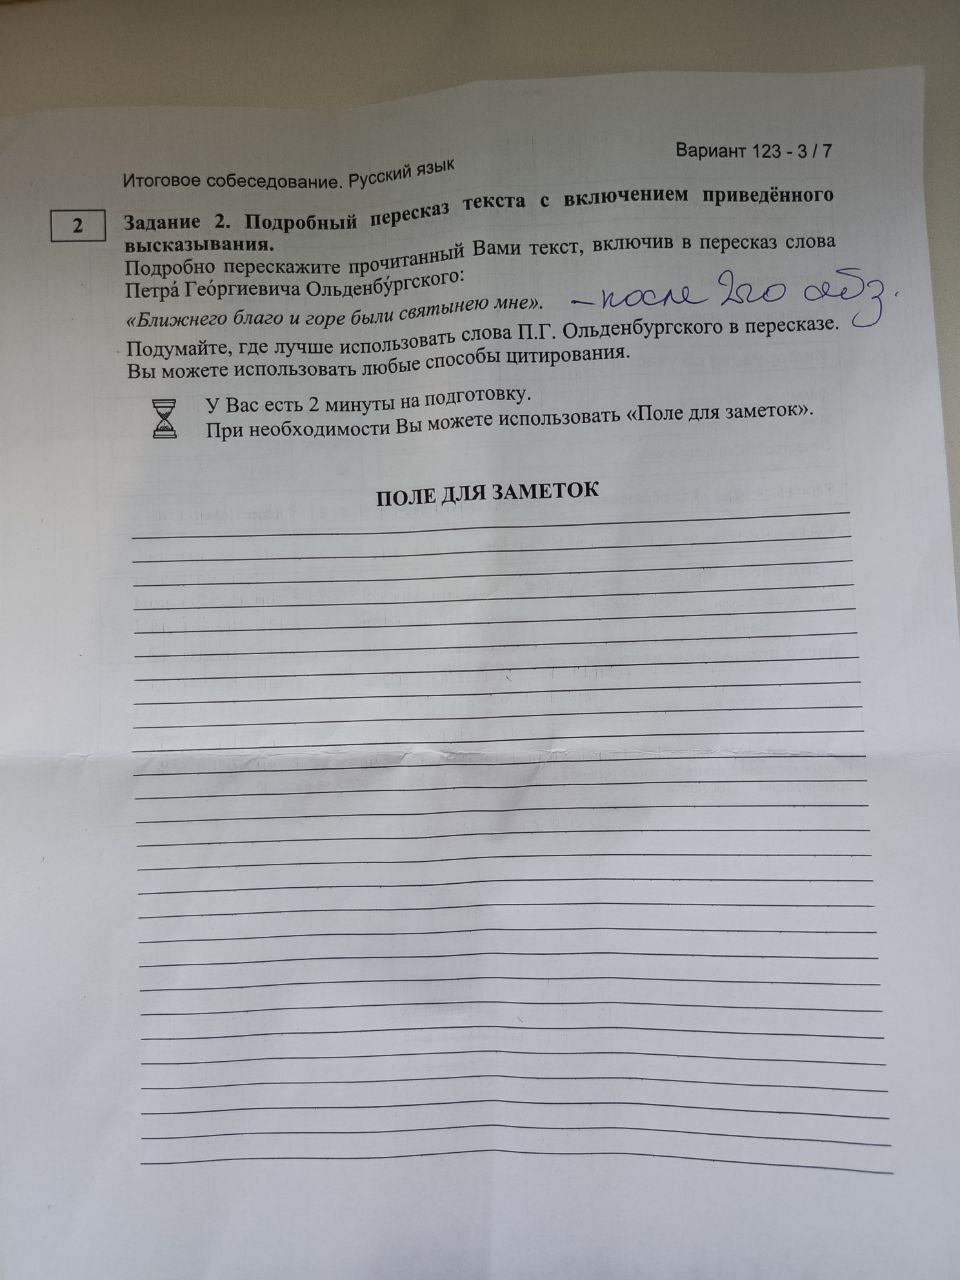 Вариант 123 - 3 / 7
Итоговое собеседование. Русский язык
2
Задание 2. Подробный пересказ текста с включением приведённого
высказывания.
Подробно перескажите прочитанный Вами текст, включив в пересказ слова
Петра́ Гео́ргиевича Ольденбу́ргского:
«Ближнего благо и горе были святынею мне». – после 2го абз.
Подумайте, где лучше использовать слова П.Г. Ольденбургского в пересказе.
Вы можете использовать любые способы цитирования.
У Вас есть 2 минуты на подготовку.
При необходимости Вы можете использовать «Поле для заметок».
ПОЛЕ ДЛЯ ЗАМЕТОК